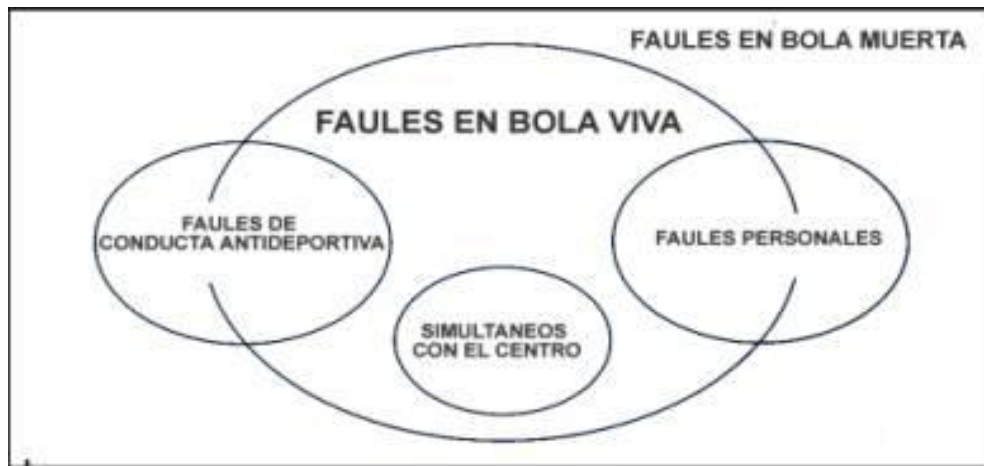 FAULES EN BOLA MUERTA
FAULES EN BOLA VIVA
FAULES DE
CONDUCTA ANTIDEPORTIVA
FAULES PERSONALES
SIMULTANEOS
CON EL CENTRO